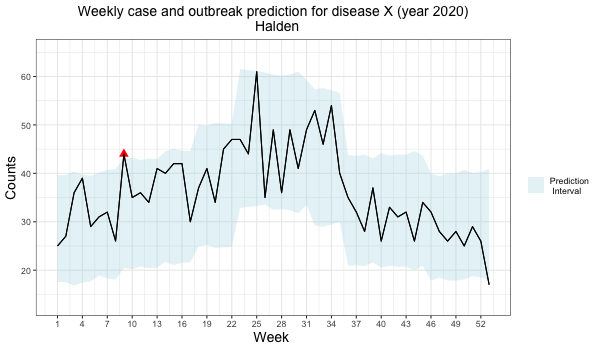 Weekly case and outbreak prediction for disease X (year 2020)
Halden
Counts
60
50
40
30
20
1 4 7 10 13 16 19 22 25 28 31 34 37 40 43 46 49 52
Week
Prediction
Interval